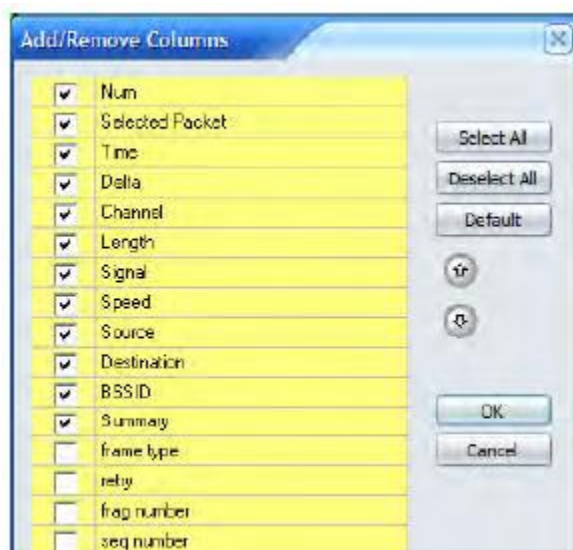 Add/Remove Columns
Num
Selected Packet
Time
Delta
Channel
Length
Signal
Speed
Source
Destination
BSSID
Summary
frame type
retry
frag number
seq number
Select All
Deselect All
Default
OK
Cancel